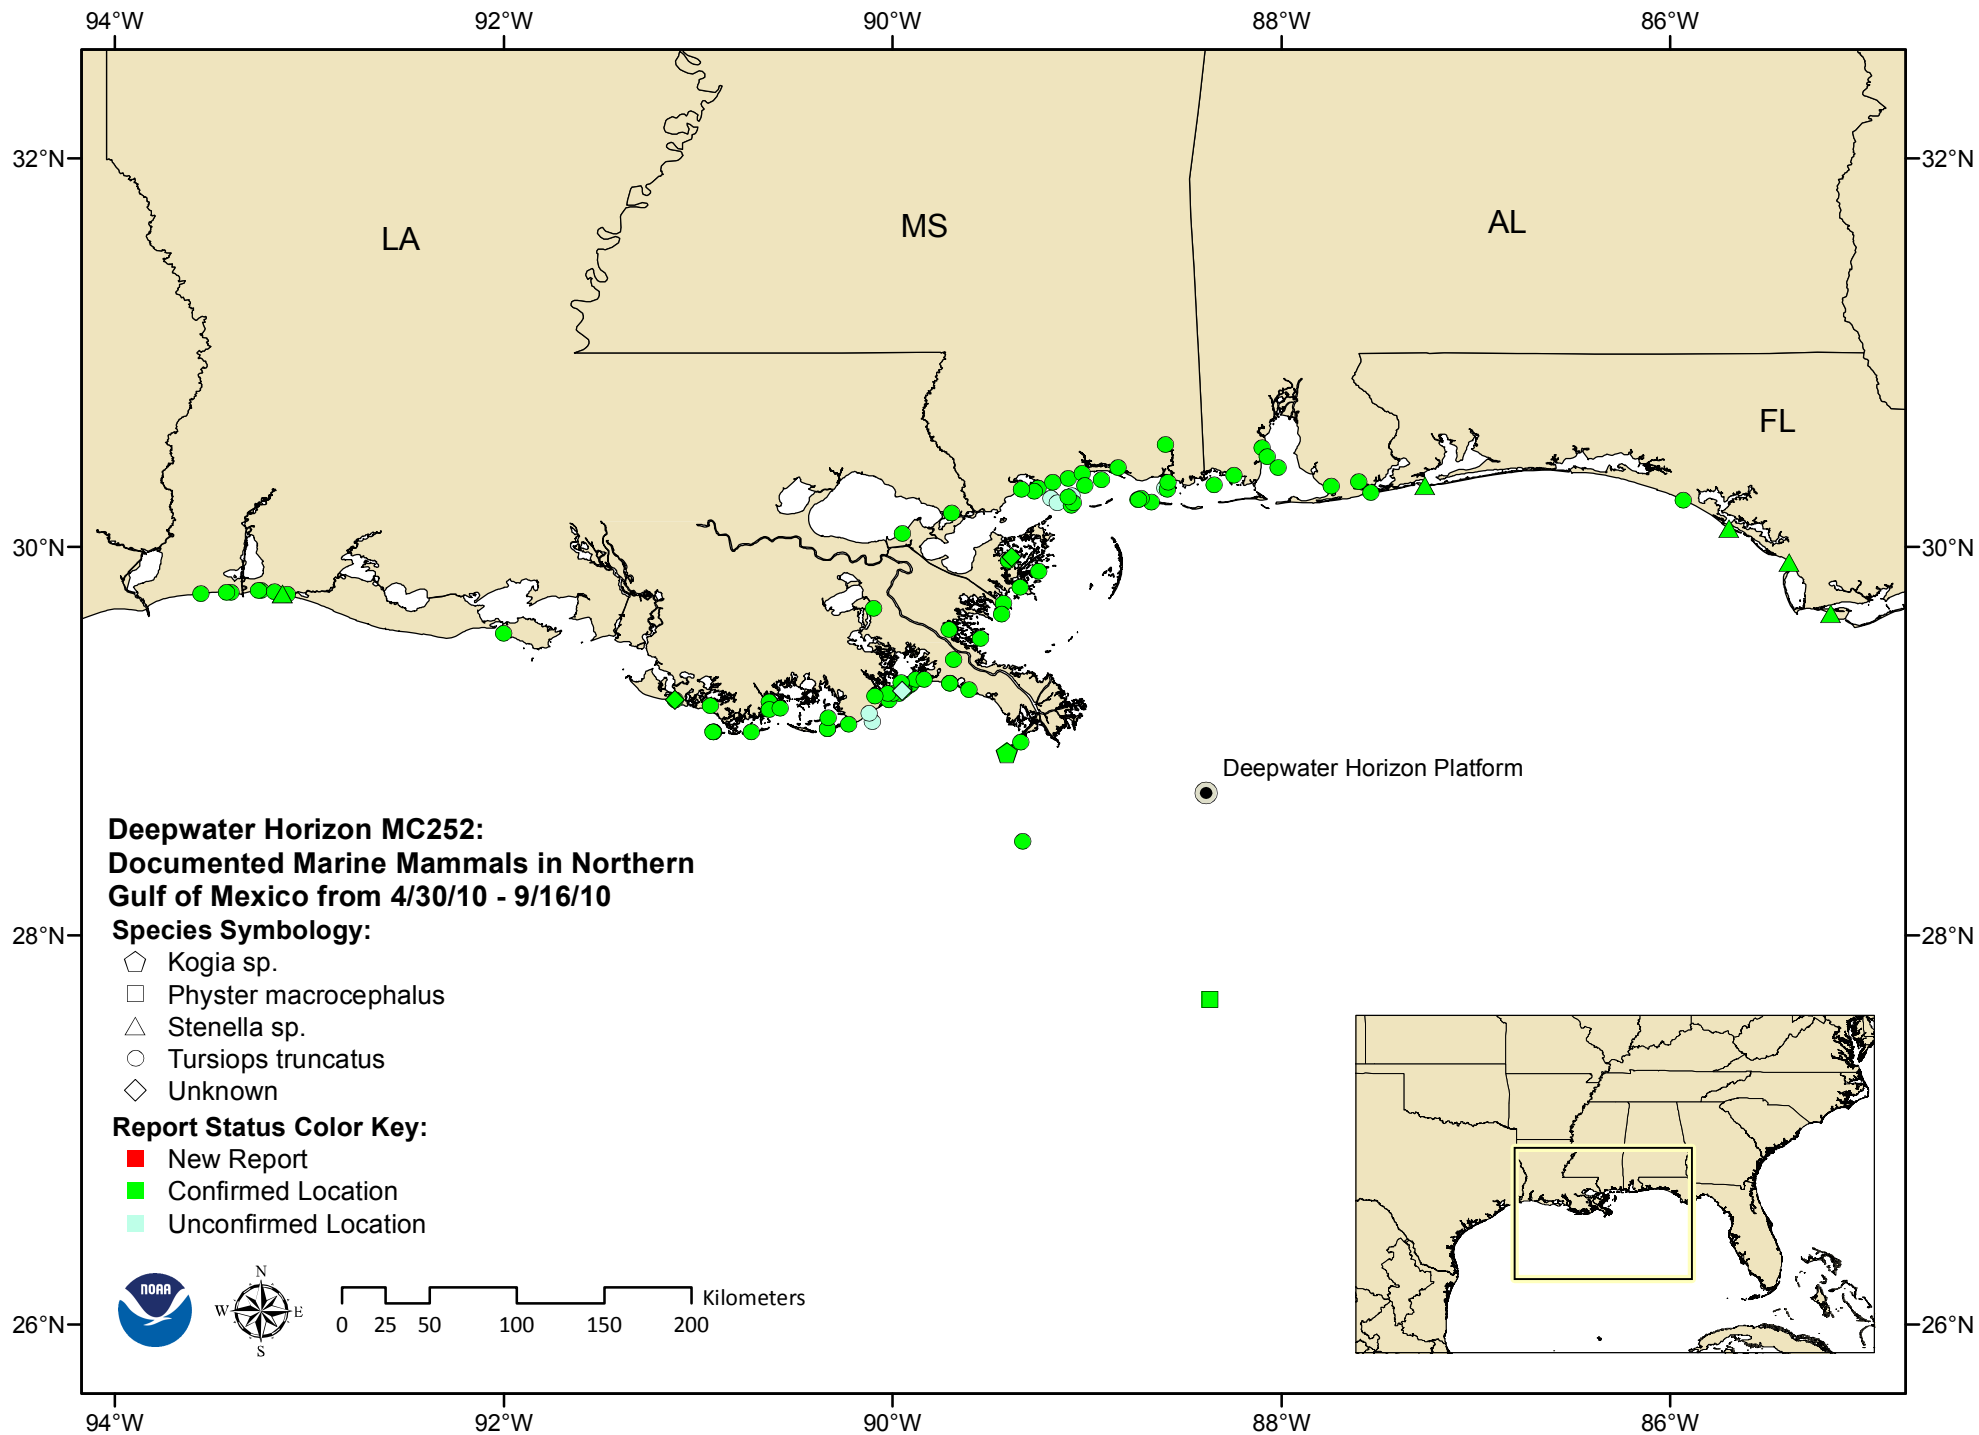 94°W 92°W 90°W 88°W 86°W
32°N 32°N
LA MS AL
FL
30°N 30°N
Deepwater Horizon Platform
Deepwater Horizon MC252:
Documented Marine Mammals in Northern
Gulf of Mexico from 4/30/10 - 9/16/10
Species Symbology:
28°N 28°N
Kogia sp.
Physter macrocephalus
Stenella sp.
Tursiops truncatus
Unknown
Report Status Color Key:
New Report
Confirmed Location
Unconfirmed Location
NOAA
N
W E
S
Kilometers
0 25 50 100 150 200
26°N 26°N
94°W 92°W 90°W 88°W 86°W